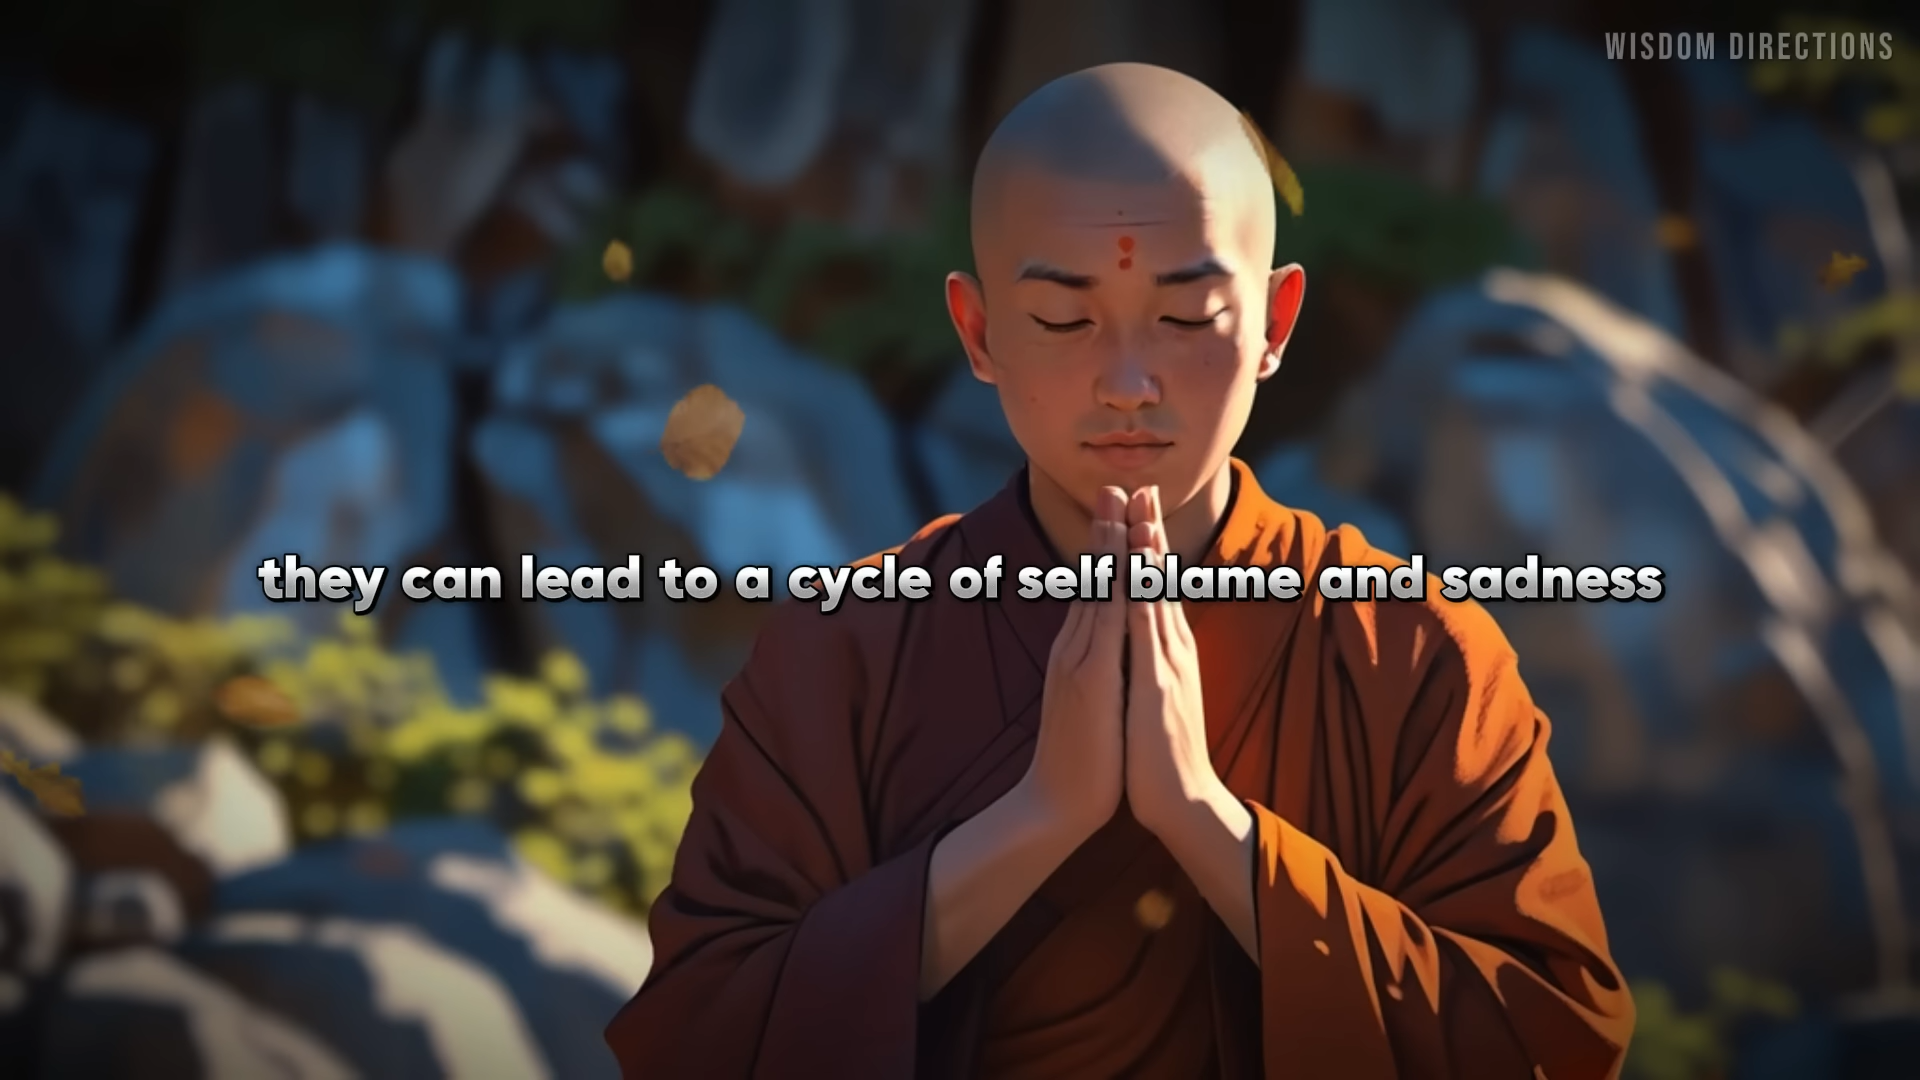 WISDOM DIRECTIONS
they can lead to a cycle of self blame and sadness